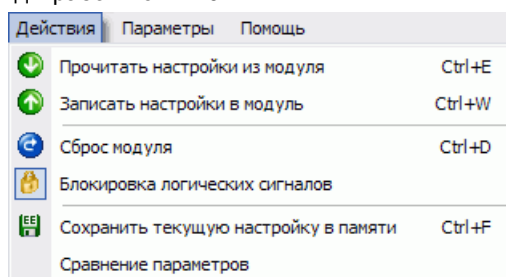 Действия Параметры Помощь
Прочитать настройки из модуля Ctrl+E
Записать настройки в модуль Ctrl+W
Сброс модуля Ctrl+D
Блокировка логических сигналов
EE Сохранить текущую настройку в памяти Ctrl+F
Сравнение параметров